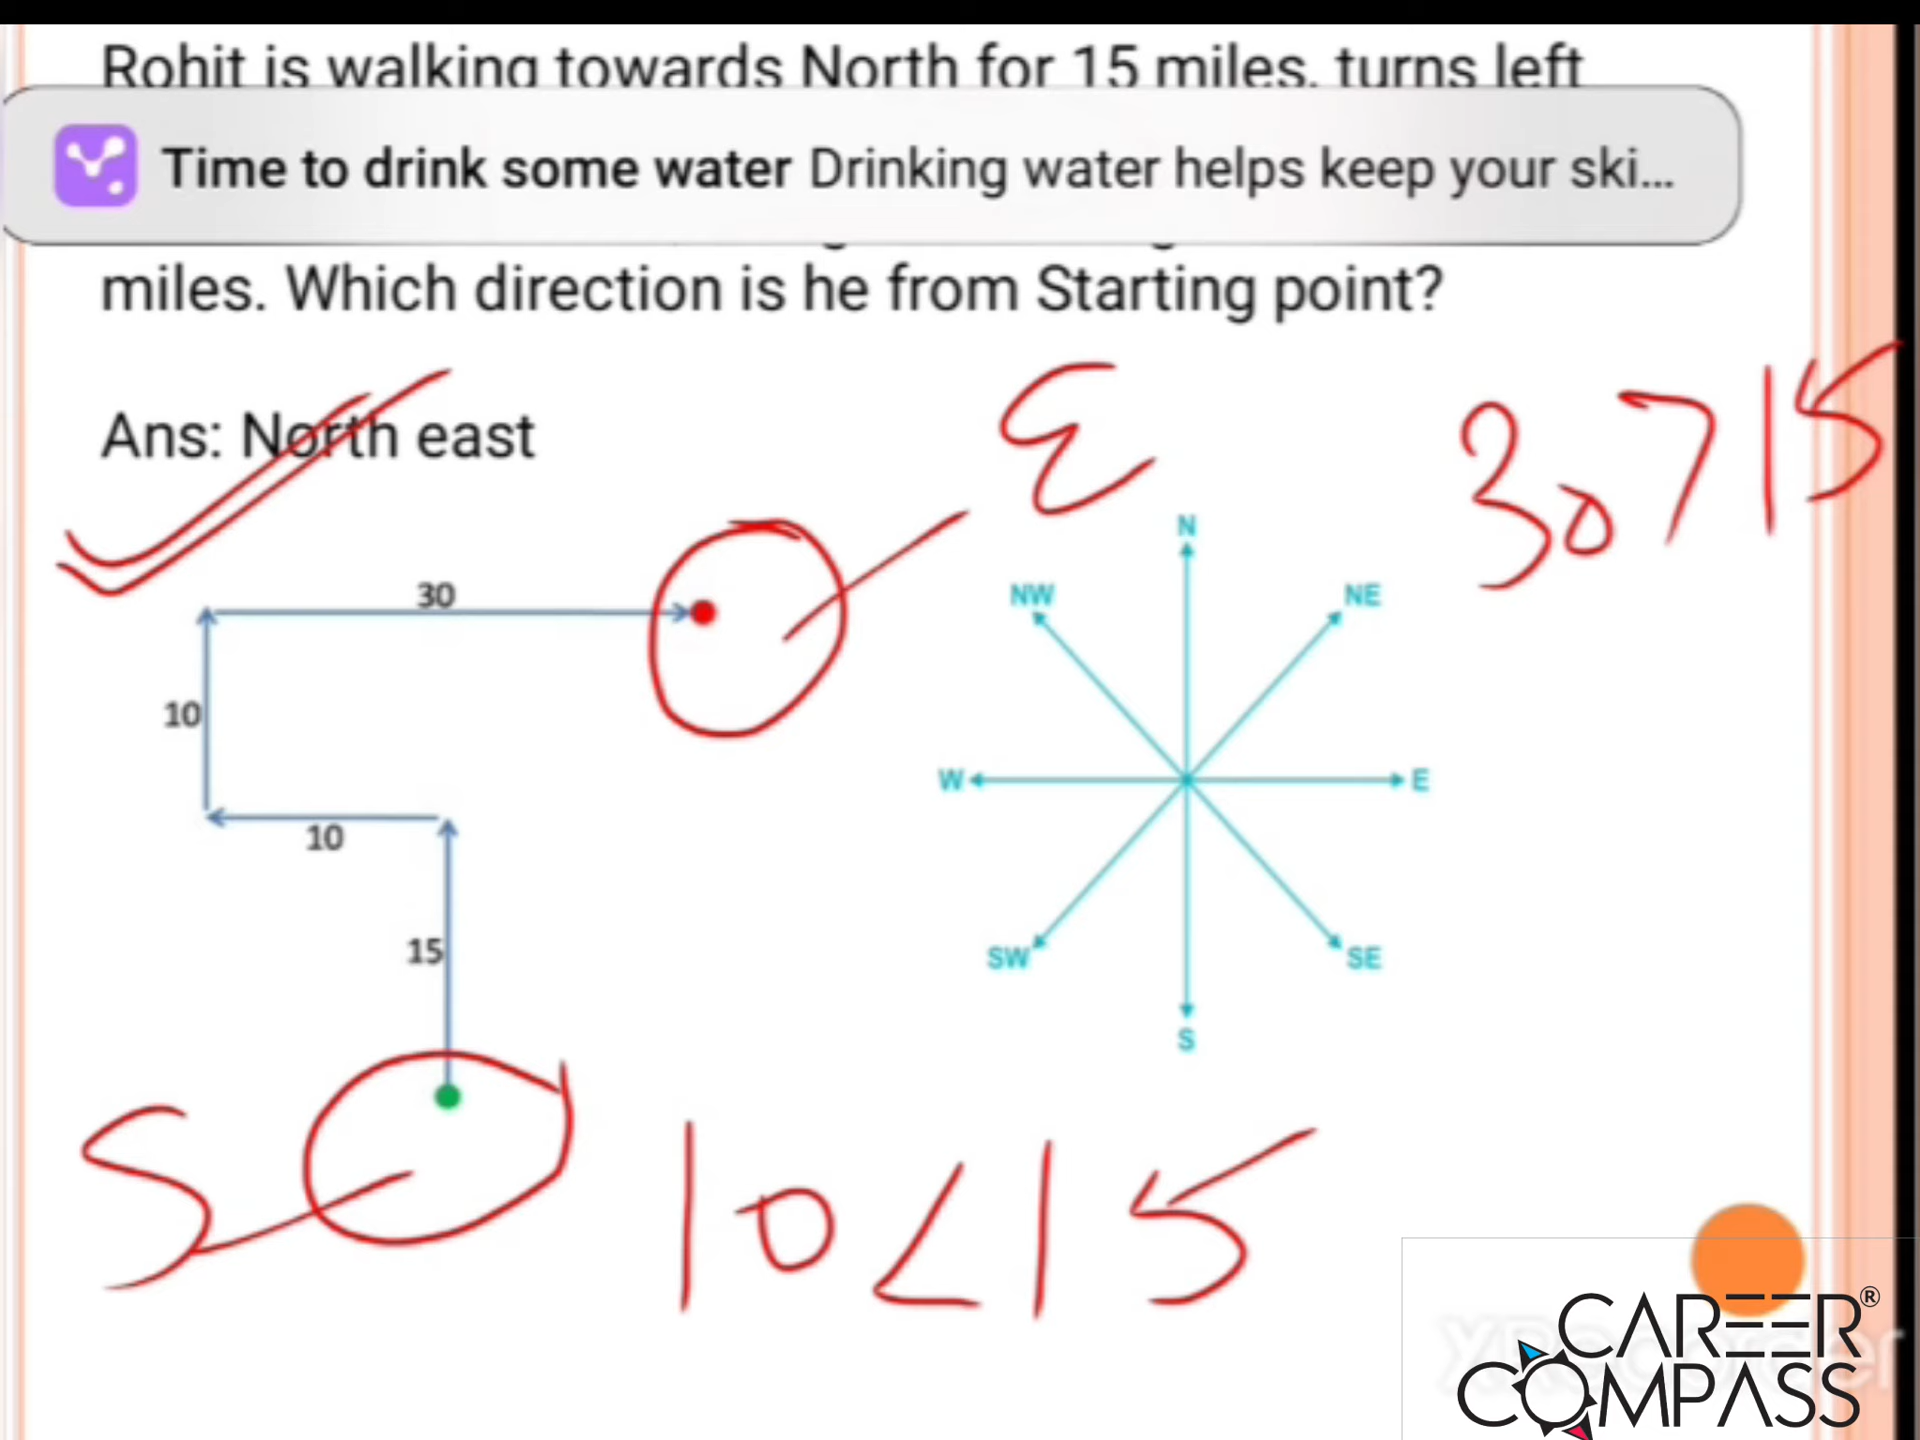 Rohit is walking towards North for 15 miles, turns left
Time to drink some water Drinking water helps keep your ski...
miles. Which direction is he from Starting point?
Ans: North east
E
30 > 15
30
10
10
15
N
NW
NE
W
E
SW
SE
S
S
10 < 15
CAREER®
COMPASS